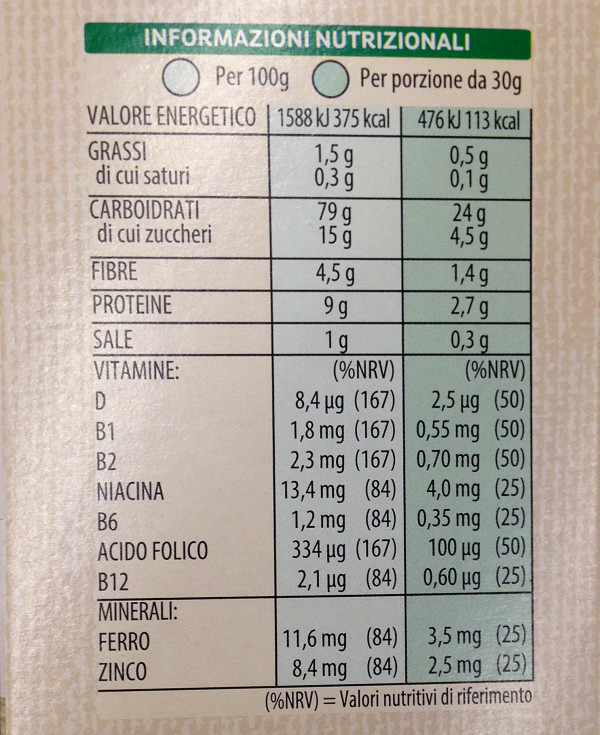 INFORMAZIONI NUTRIZIONALI
Per 100g Per porzione da 30g
VALORE ENERGETICO 1588 kJ 375 kcal 476 kJ 113 kcal
GRASSI 1,5 g 0,5 g
di cui saturi 0,3 g 0,1 g
CARBOIDRATI 79 g 24 g
di cui zuccheri 15 g 4,5 g
FIBRE 4,5 g 1,4 g
PROTEINE 9 g 2,7 g
SALE 1 g 0,3 g
VITAMINE: (%NRV) (%NRV)
D 8,4 µg (167) 2,5 µg (50)
B1 1,8 mg (167) 0,55 mg (50)
B2 2,3 mg (167) 0,70 mg (50)
NIACINA 13,4 mg (84) 4,0 mg (25)
B6 1,2 mg (84) 0,35 mg (25)
ACIDO FOLICO 334 µg (167) 100 µg (50)
B12 2,1 µg (84) 0,60 µg (25)
MINERALI:
FERRO 11,6 mg (84) 3,5 mg (25)
ZINCO 8,4 mg (84) 2,5 mg (25)
(%NRV) = Valori nutritivi di riferimento